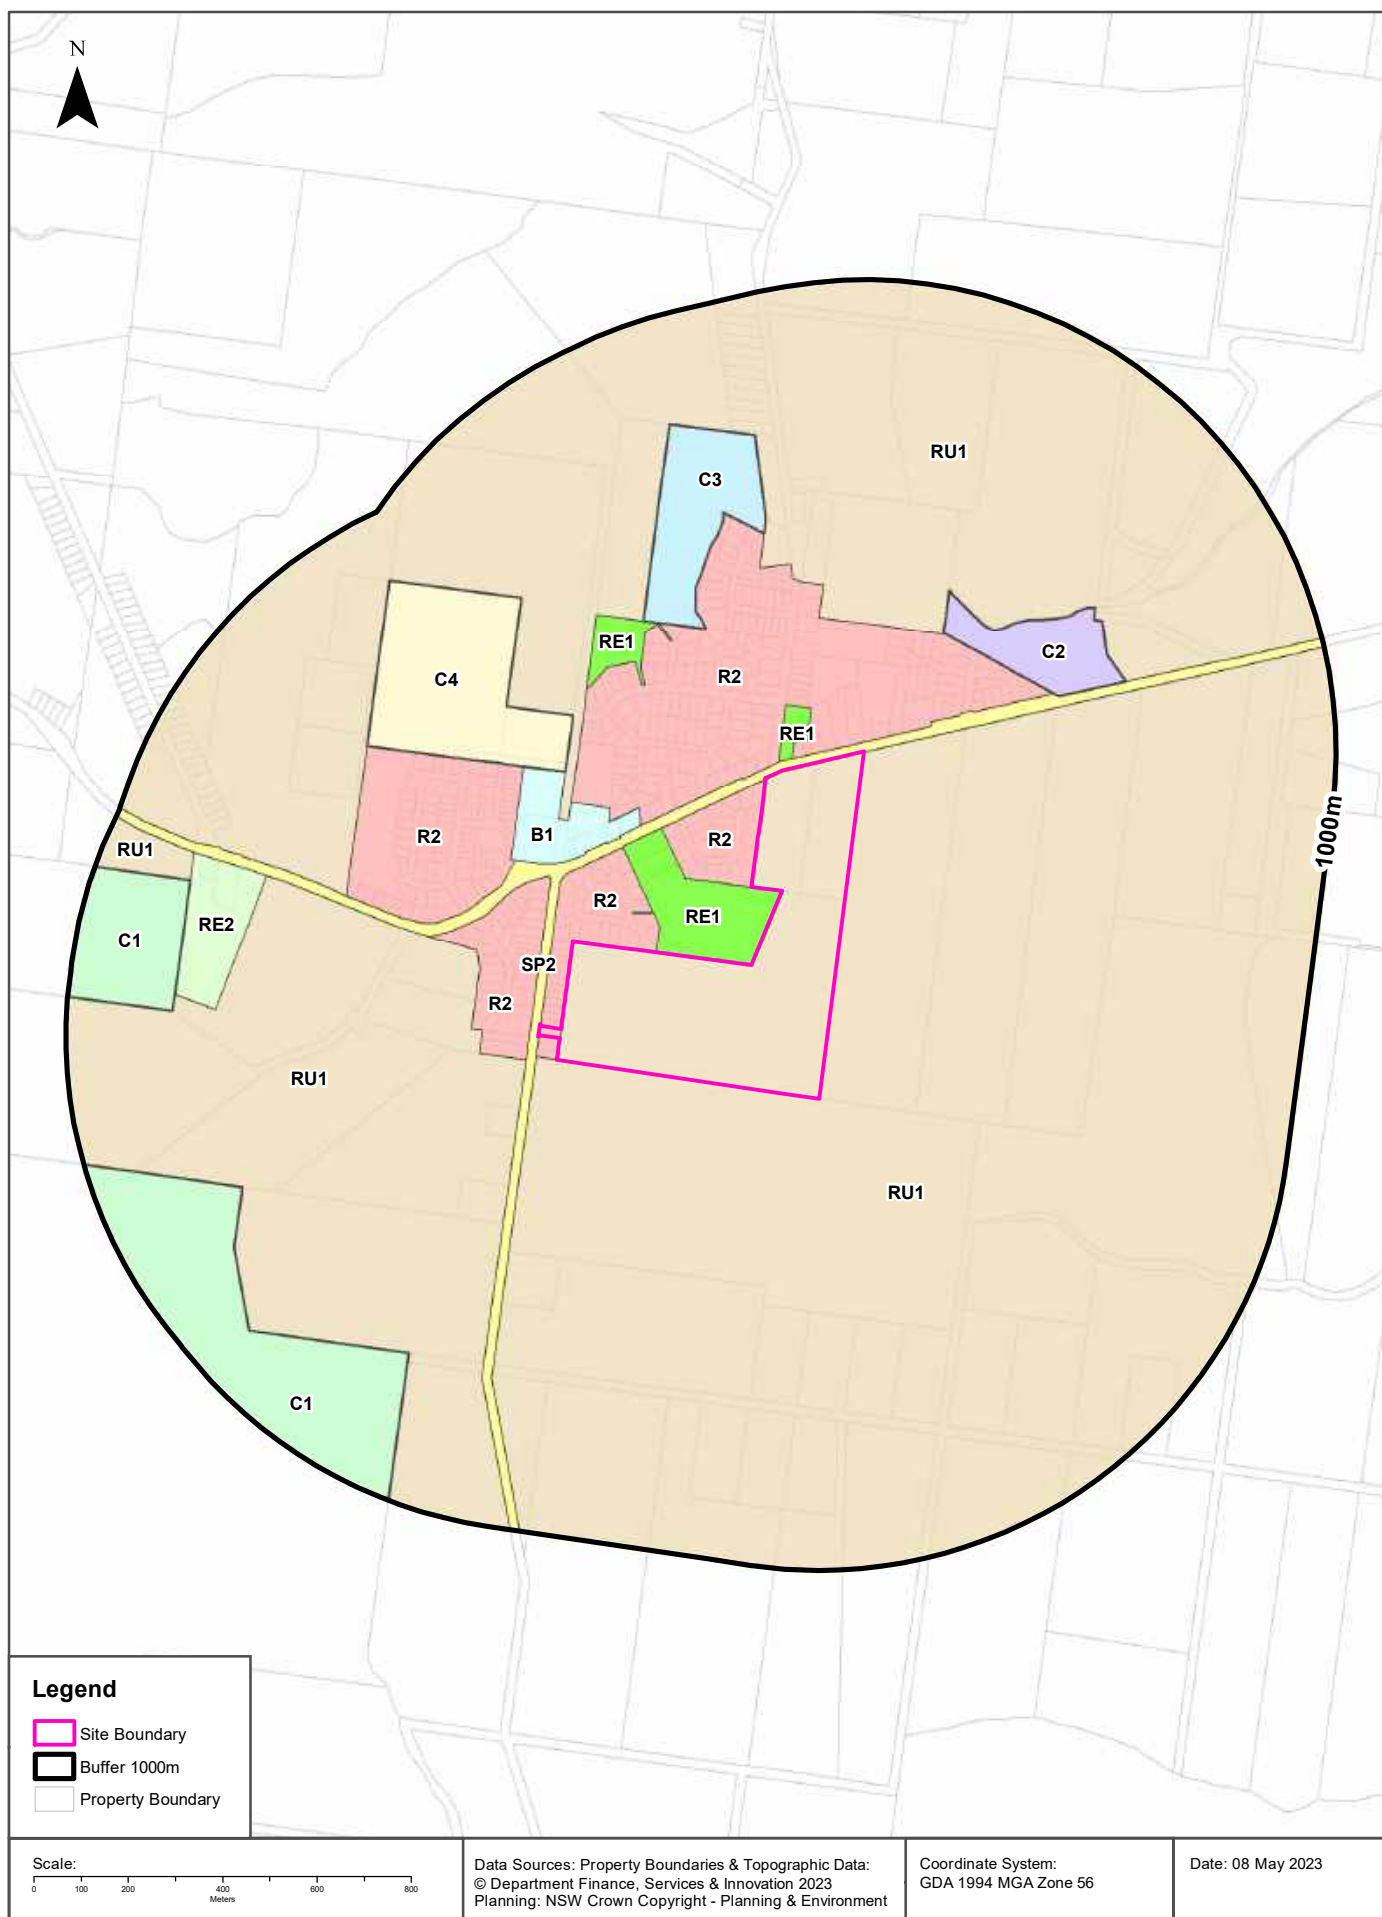 N
RU1
C3
RE1
C2
R2
C4
RE1
1000m
R2
B1
R2
RU1
R2
RE1
RE2
C1
SP2
R2
RU1
RU1
C1
Legend
Site Boundary
Buffer 1000m
Property Boundary
Scale:
0 100 200 400 600 800
Meters
Data Sources: Property Boundaries & Topographic Data:
© Department Finance, Services & Innovation 2023
Planning: NSW Crown Copyright - Planning & Environment
Coordinate System:
GDA 1994 MGA Zone 56
Date: 08 May 2023